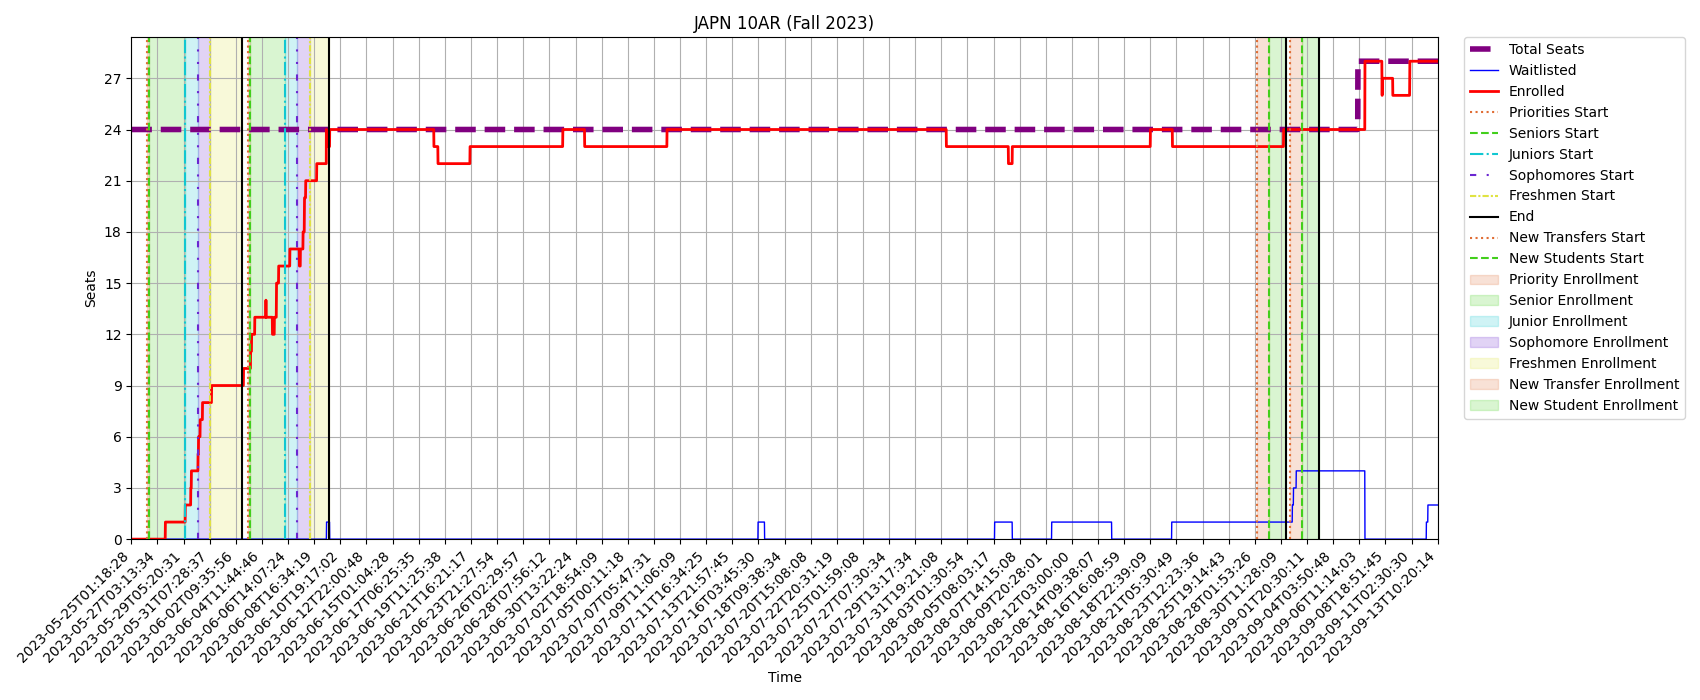 JAPN 10AR (Fall 2023)
Seats
27
24
21
18
15
12
9
6
3
0
2023-05-25T01:18:28
2023-05-27T03:13:34
2023-05-29T05:20:31
2023-05-31T07:28:37
2023-06-02T09:35:56
2023-06-04T11:44:46
2023-06-06T14:07:24
2023-06-08T16:34:19
2023-06-10T19:17:02
2023-06-12T22:00:48
2023-06-15T01:04:28
2023-06-17T06:25:35
2023-06-19T11:25:38
2023-06-21T16:21:17
2023-06-23T21:27:54
2023-06-26T02:29:57
2023-06-28T07:56:12
2023-06-30T13:22:24
2023-07-02T18:54:09
2023-07-05T00:11:18
2023-07-07T05:47:31
2023-07-09T11:06:09
2023-07-11T16:34:25
2023-07-13T21:57:45
2023-07-16T03:45:30
2023-07-18T09:38:34
2023-07-20T15:08:08
2023-07-22T20:31:19
2023-07-25T01:59:08
2023-07-27T07:30:34
2023-07-29T13:17:34
2023-07-31T19:21:08
2023-08-03T01:30:54
2023-08-05T08:03:17
2023-08-07T14:15:08
2023-08-09T20:28:01
2023-08-12T03:00:00
2023-08-14T09:38:07
2023-08-16T16:08:59
2023-08-18T22:39:09
2023-08-21T05:30:49
2023-08-23T12:23:36
2023-08-25T19:14:43
2023-08-28T01:53:26
2023-08-30T11:28:09
2023-09-01T20:30:11
2023-09-04T03:50:48
2023-09-06T11:14:03
2023-09-08T18:51:45
2023-09-11T02:30:30
2023-09-13T10:20:14
Time
Total Seats
Waitlisted
Enrolled
Priorities Start
Seniors Start
Juniors Start
Sophomores Start
Freshmen Start
End
New Transfers Start
New Students Start
Priority Enrollment
Senior Enrollment
Junior Enrollment
Sophomore Enrollment
Freshmen Enrollment
New Transfer Enrollment
New Student Enrollment